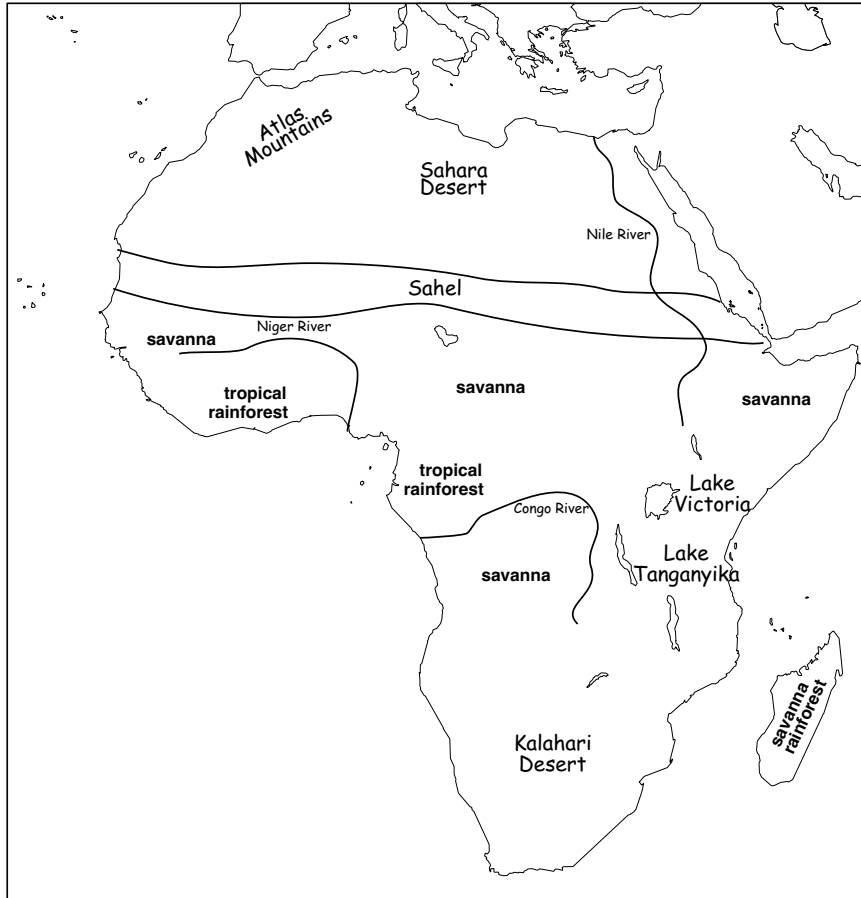 Atlas
Mountains
Sahara
Desert
Nile River
Sahel
Niger River
savanna
tropical
rainforest
savanna
savanna
tropical
rainforest
Lake
Victoria
Congo River
Lake
Tanganyika
savanna
savanna
rainforest
Kalahari
Desert